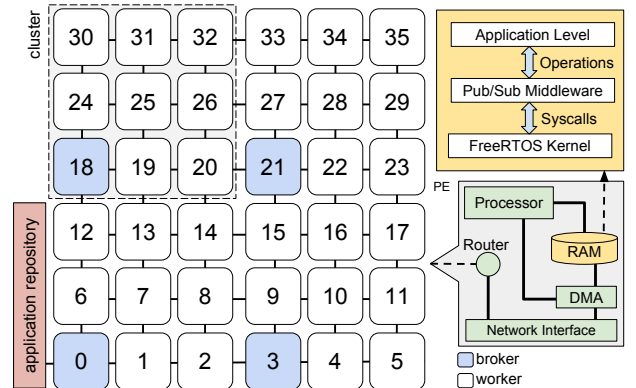 cluster
30 31 32 33 34 35
24 25 26 27 28 29
18 19 20 21 22 23
12 13 14 15 16 17
6 7 8 9 10 11
0 1 2 3 4 5
application repository
Application Level
Operations
Pub/Sub Middleware
Syscalls
FreeRTOS Kernel
PE
Processor
Router
RAM
DMA
Network Interface
broker
worker